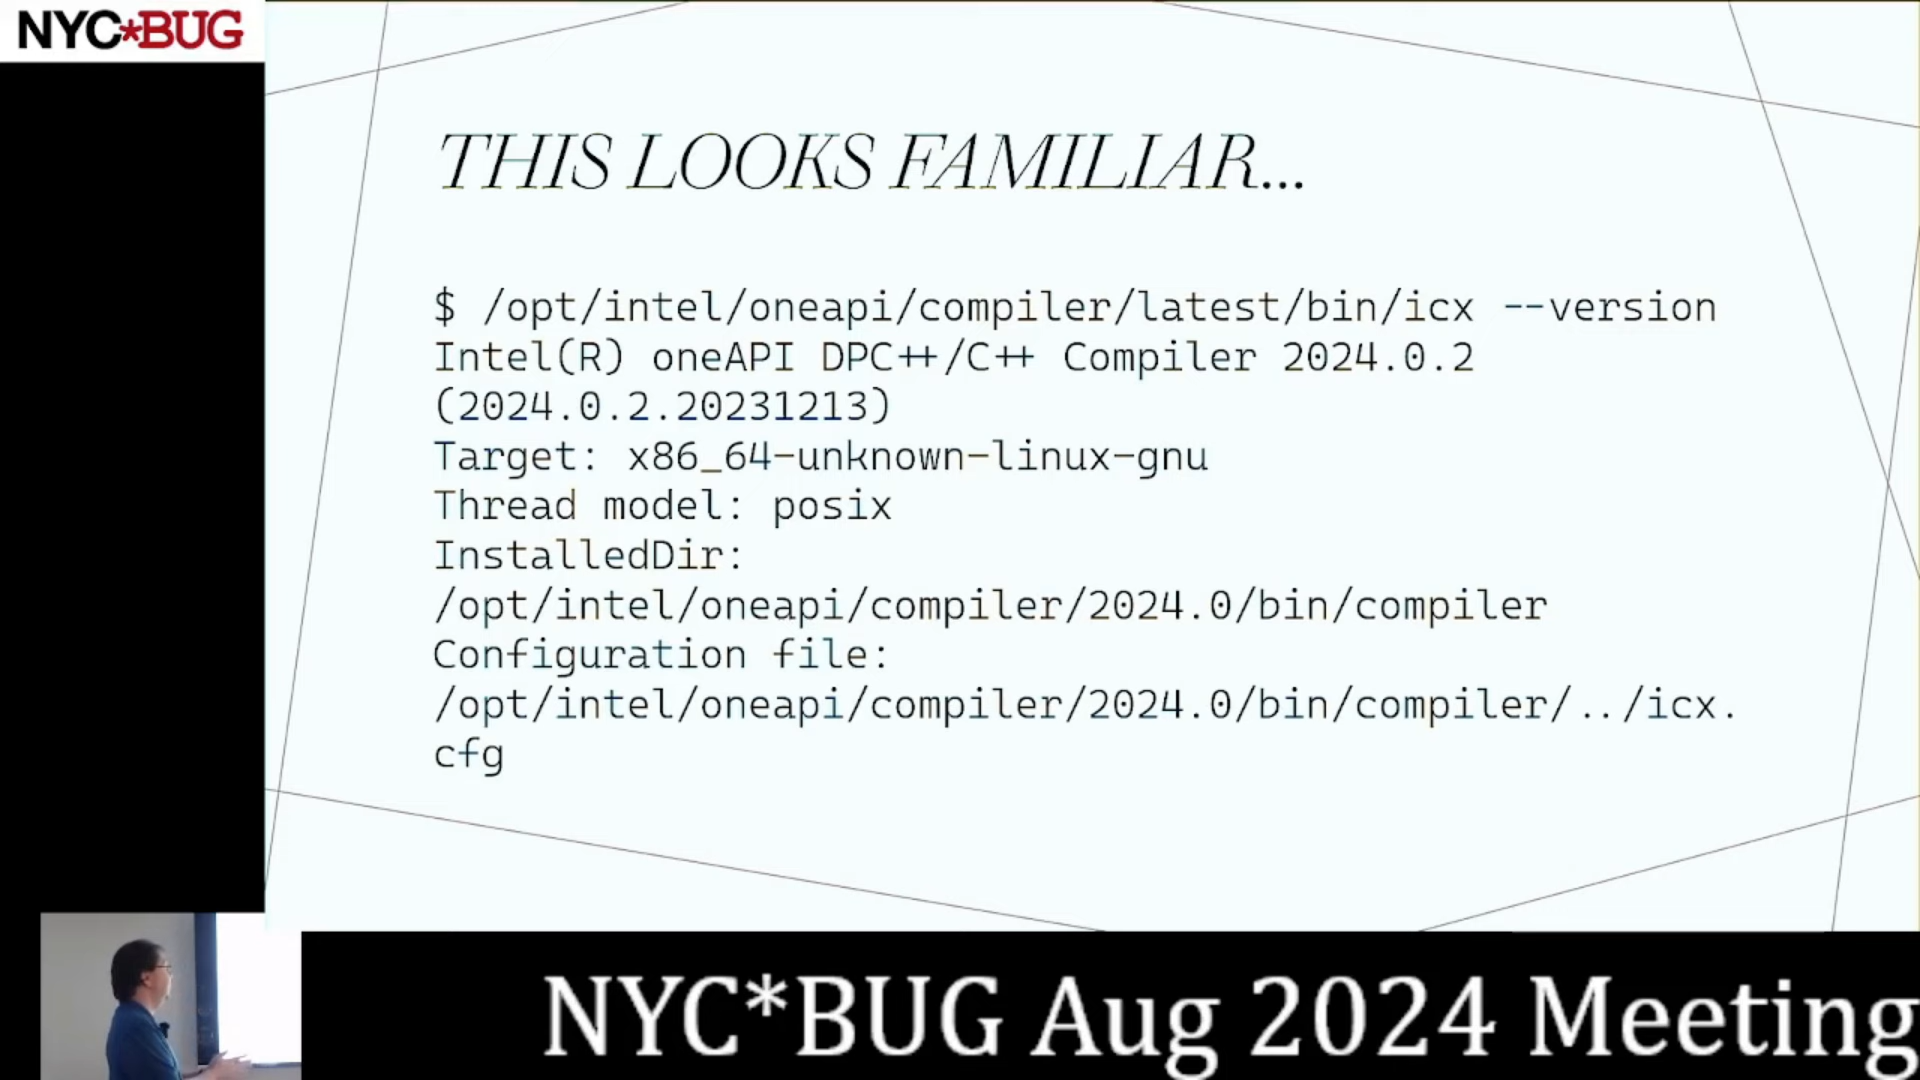 NYC*BUG
THIS LOOKS FAMILIAR...
$ /opt/intel/oneapi/compiler/latest/bin/icx --version
Intel(R) oneAPI DPC++/C++ Compiler 2024.0.2
(2024.0.2.20231213)
Target: x86_64-unknown-linux-gnu
Thread model: posix
InstalledDir:
/opt/intel/oneapi/compiler/2024.0/bin/compiler
Configuration file:
/opt/intel/oneapi/compiler/2024.0/bin/compiler/../icx.
cfg
NYC*BUG Aug 2024 Meeting